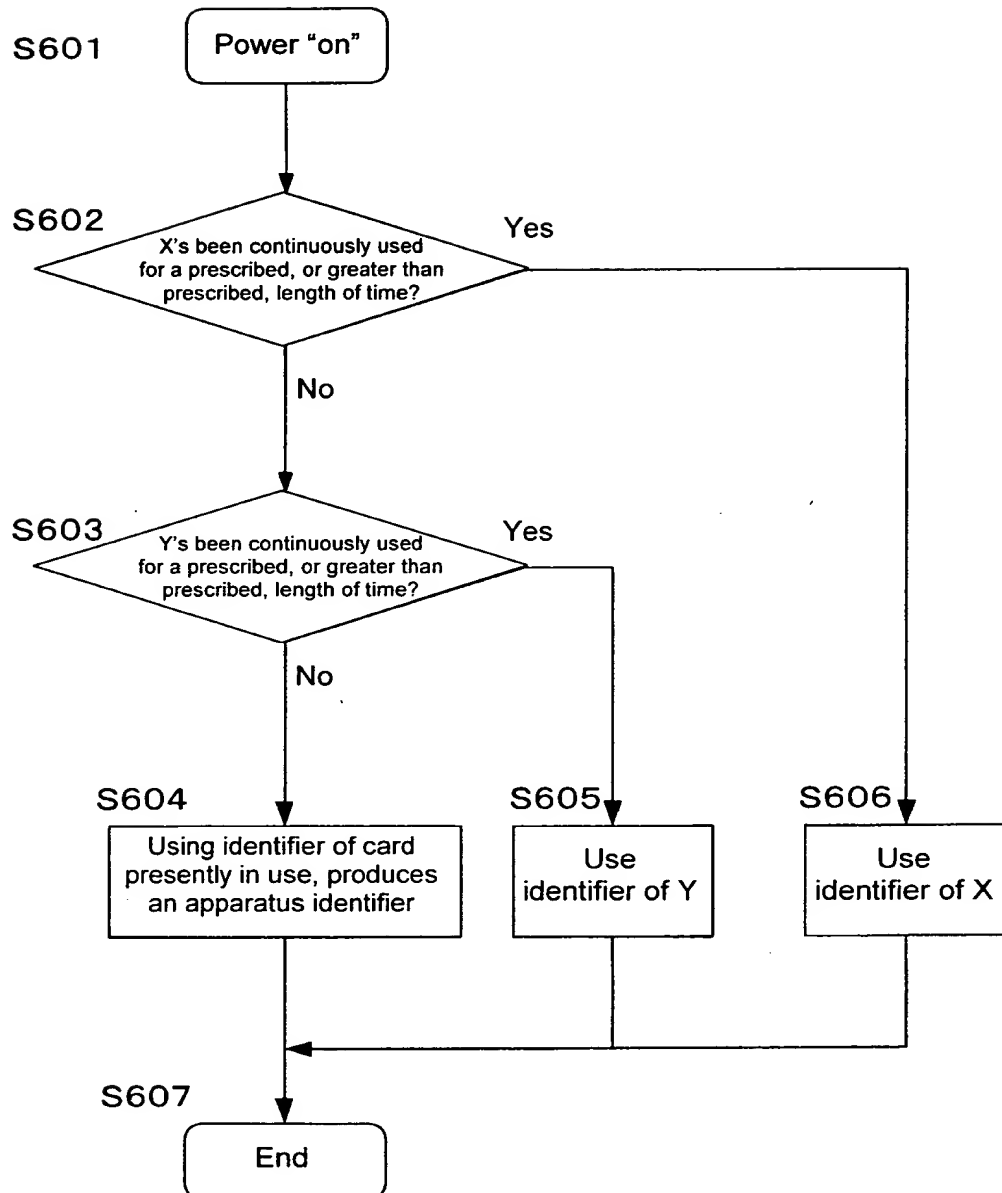 S601
Power “on”
S602
X's been continuously used
for a prescribed, or greater than
prescribed, length of time?
Yes
No
S603
Y's been continuously used
for a prescribed, or greater than
prescribed, length of time?
Yes
No
S604
Using identifier of card
presently in use, produces
an apparatus identifier
S605
Use
identifier of Y
S606
Use
identifier of X
S607
End